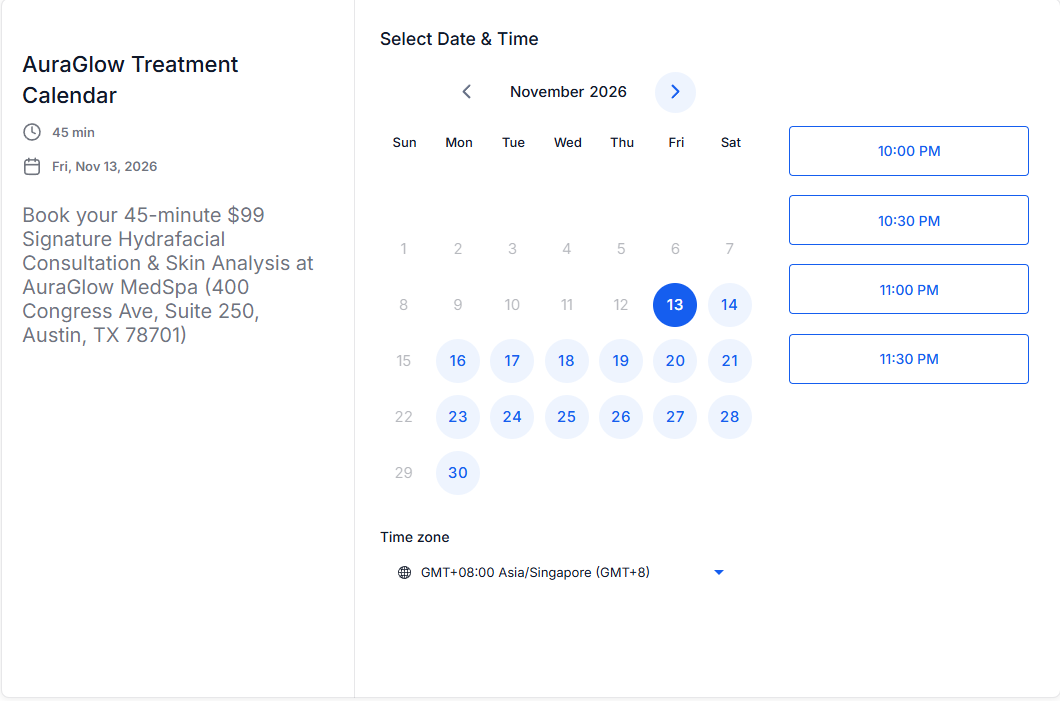 AuraGlow Treatment
Calendar
45 min
Fri, Nov 13, 2026
Book your 45-minute $99
Signature Hydrafacial
Consultation & Skin Analysis at
AuraGlow MedSpa (400
Congress Ave, Suite 250,
Austin, TX 78701)
Select Date & Time
November 2026
Sun Mon Tue Wed Thu Fri Sat
1 2 3 4 5 6 7
8 9 10 11 12 13 14
15 16 17 18 19 20 21
22 23 24 25 26 27 28
29 30
Time zone
GMT+08:00 Asia/Singapore (GMT+8)
10:00 PM
10:30 PM
11:00 PM
11:30 PM